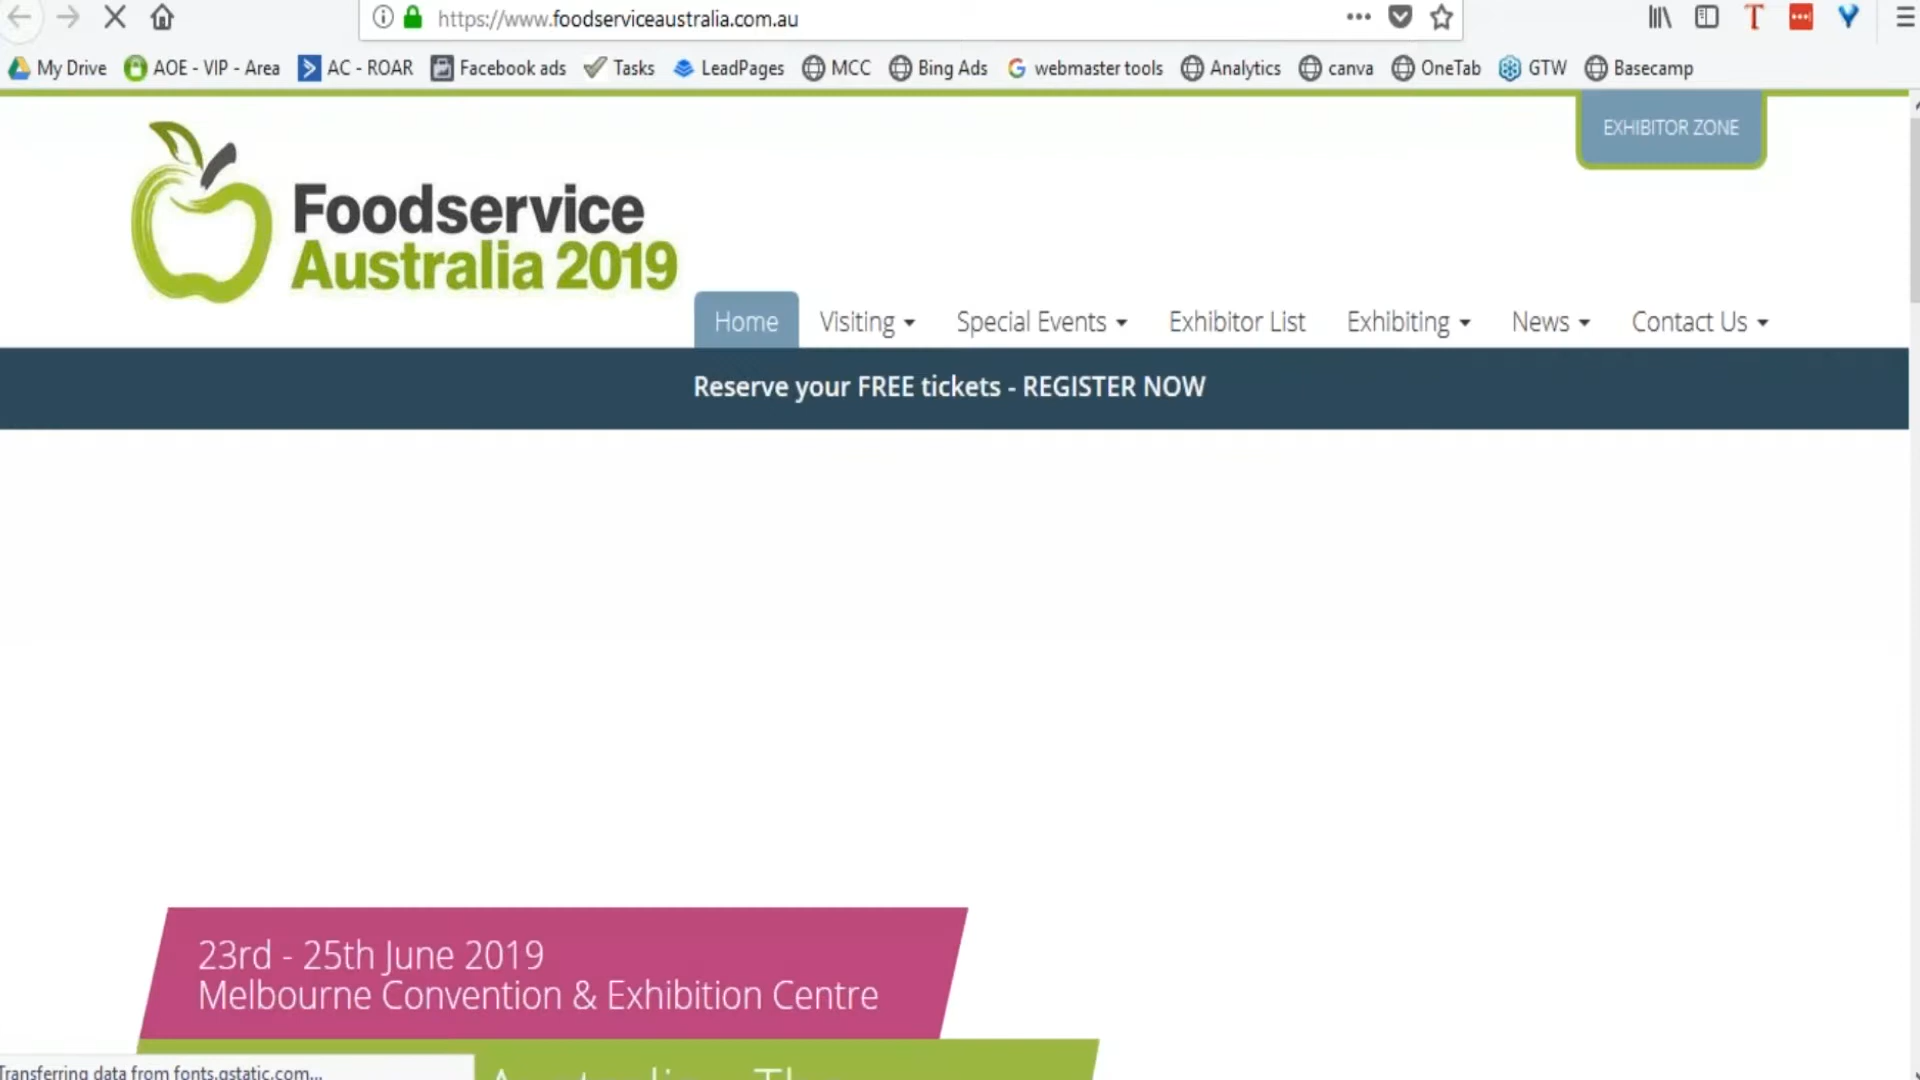 https://www.foodserviceaustralia.com.au
My Drive AOE - VIP - Area AC - ROAR Facebook ads Tasks LeadPages MCC Bing Ads webmaster tools Analytics canva OneTab GTW Basecamp
EXHIBITOR ZONE
Foodservice
Australia 2019
Home Visiting Special Events Exhibitor List Exhibiting News Contact Us
Reserve your FREE tickets - REGISTER NOW
23rd - 25th June 2019
Melbourne Convention & Exhibition Centre
Transferring data from fonts.gstatic.com...